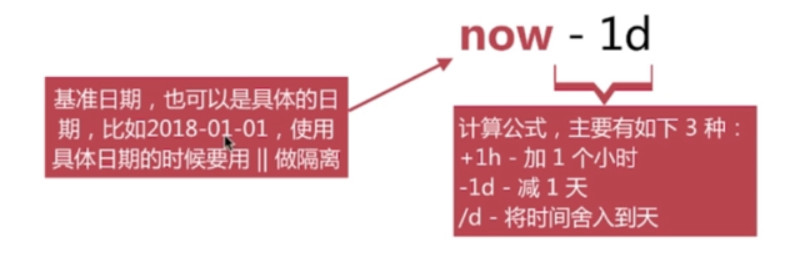 now - 1d
基准日期，也可以是具体的日
期，比如2018-01-01，使用
具体日期的时候要用 || 做隔离
计算公式，主要有如下 3 种：
+1h - 加 1 个小时
-1d - 减 1 天
/d - 将时间舍入到天